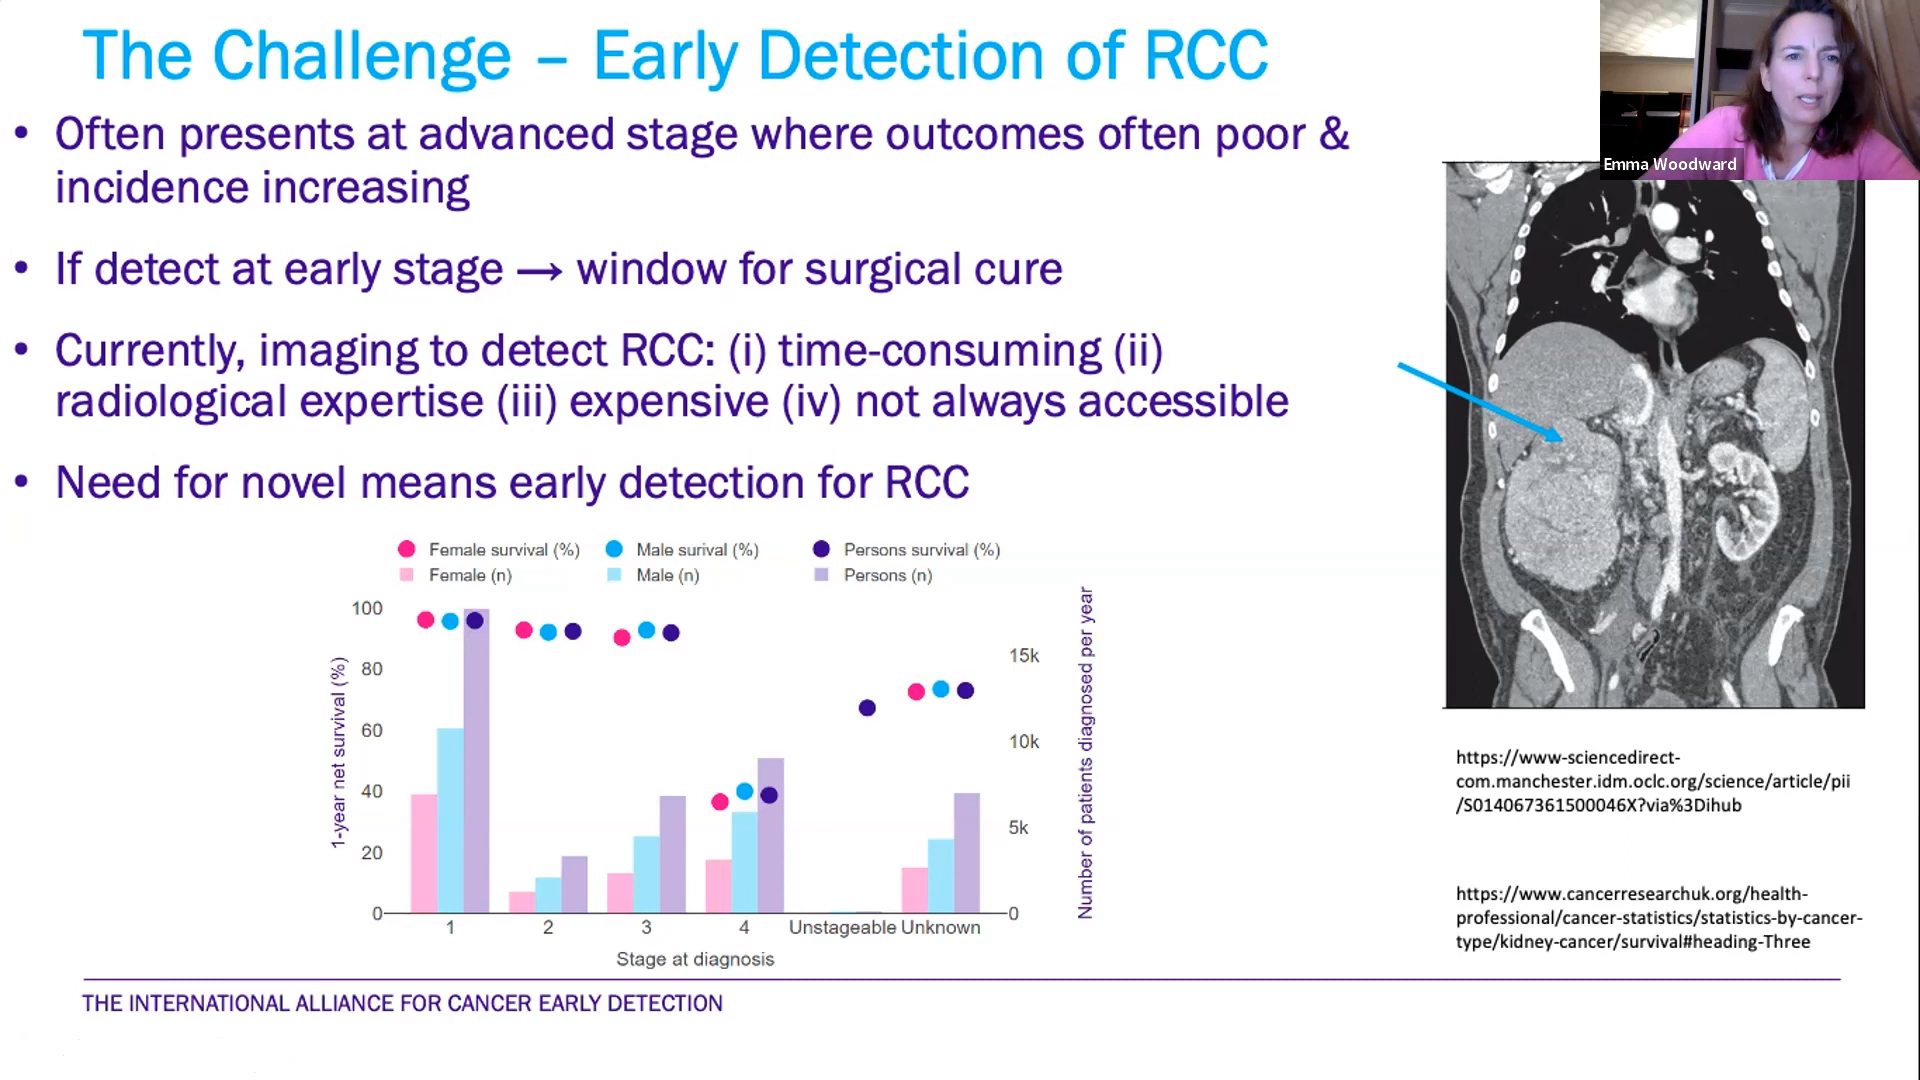 The Challenge – Early Detection of RCC
• Often presents at advanced stage where outcomes often poor &
incidence increasing
• If detect at early stage → window for surgical cure
• Currently, imaging to detect RCC: (i) time-consuming (ii)
radiological expertise (iii) expensive (iv) not always accessible
• Need for novel means early detection for RCC
Emma Woodward
Female survival (%) Male surival (%) Persons survival (%)
Female (n) Male (n) Persons (n)
1-year net survival (%)
100
80
60
40
20
0
15k
10k
5k
0
Number of patients diagnosed per year
1 2 3 4 Unstageable Unknown
Stage at diagnosis
https://www-sciencedirect-
com.manchester.idm.oclc.org/science/article/pii
/S014067361500046X?via%3Dihub
https://www.cancerresearchuk.org/health-
professional/cancer-statistics/statistics-by-cancer-
type/kidney-cancer/survival#heading-Three
THE INTERNATIONAL ALLIANCE FOR CANCER EARLY DETECTION